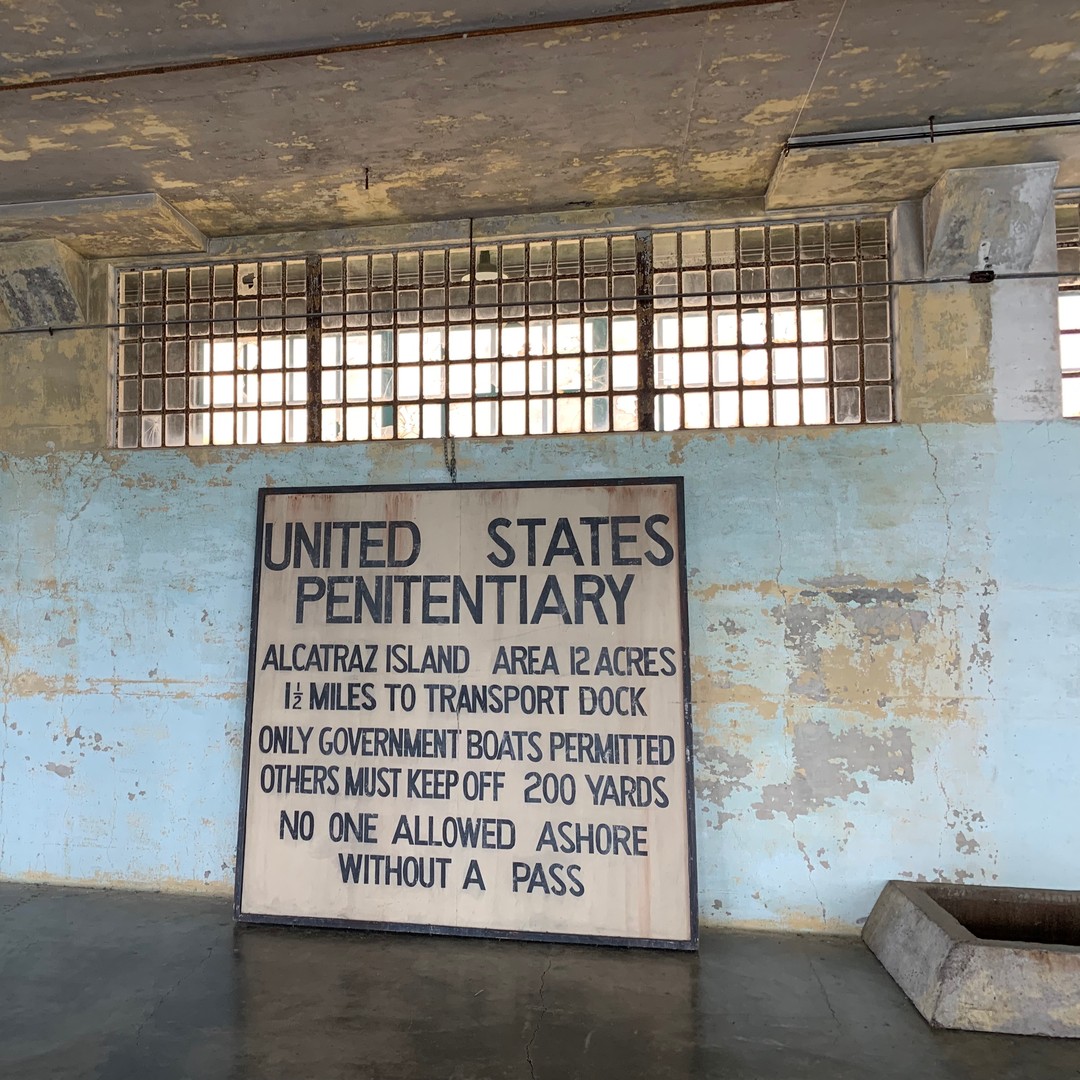 UNITED STATES
PENITENTIARY
ALCATRAZ ISLAND AREA 12 ACRES
1½ MILES TO TRANSPORT DOCK
ONLY GOVERNMENT BOATS PERMITTED
OTHERS MUST KEEP OFF 200 YARDS
NO ONE ALLOWED ASHORE
WITHOUT A PASS